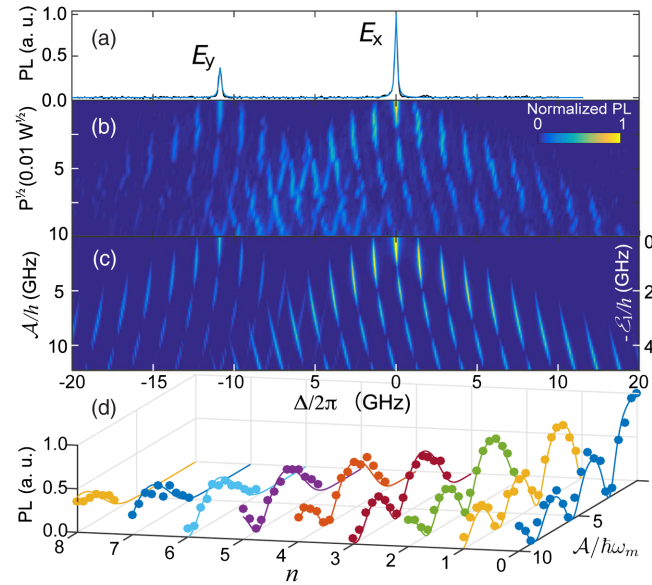 1.0
(a)
E_x
PL (a. u.)
0.5
E_y
0.0
Normalized PL
(b)
0 1
P^½ (0.01 W^½)
5
10
(c)
0
𝒜/h (GHz)
5
2
-ℰ₁/h (GHz)
10
4
-20 -15 -10 -5 0 5 10 15 20
Δ/2π (GHz)
(d)
PL (a. u.)
1.0
0.5
0.0
8 7 6 5 4 3 2 1 0
n
10
5
𝒜/ħω_m